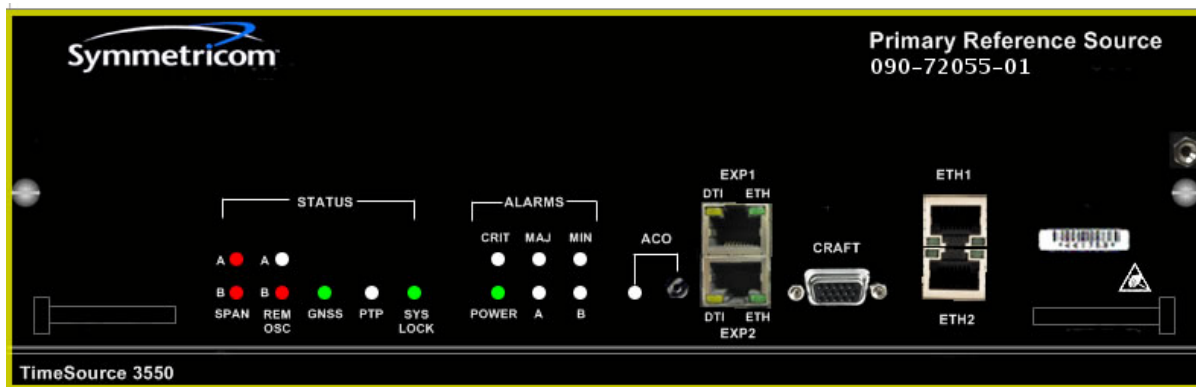 Symmetricom
Primary Reference Source
090-72055-01
STATUS
ALARMS
EXP1
DTI ETH
ETH1
CRIT MAJ MIN
ACO
CRAFT
A A
B B
SPAN REM OSC GNSS PTP SYS LOCK
POWER A B
DTI ETH
EXP2
ETH2
TimeSource 3550